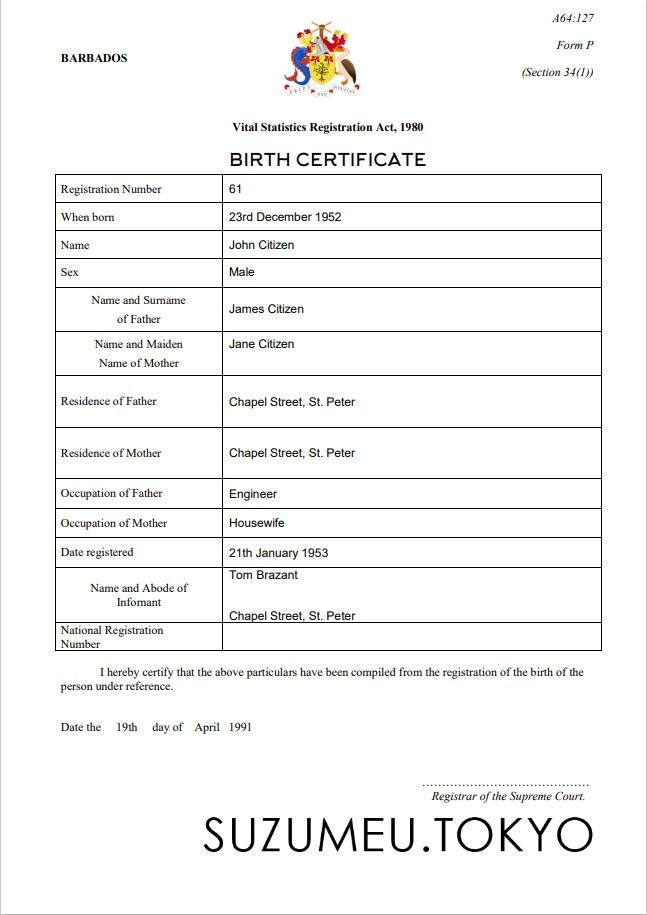 A64:127
Form P
BARBADOS
(Section 34(1))
PRIDE AND INDUSTRY
Vital Statistics Registration Act, 1980
BIRTH CERTIFICATE
Registration Number 61
When born 23rd December 1952
Name John Citizen
Sex Male
Name and Surname
of Father
James Citizen
Name and Maiden
Name of Mother
Jane Citizen
Residence of Father Chapel Street, St. Peter
Residence of Mother Chapel Street, St. Peter
Occupation of Father Engineer
Occupation of Mother Housewife
Date registered 21th January 1953
Name and Abode of
Infomant
Tom Brazant
Chapel Street, St. Peter
National Registration
Number
I hereby certify that the above particulars have been compiled from the registration of the birth of the
person under reference.
Date the 19th day of April 1991
..........................................
Registrar of the Supreme Court.
SUZUMEU.TOKYO